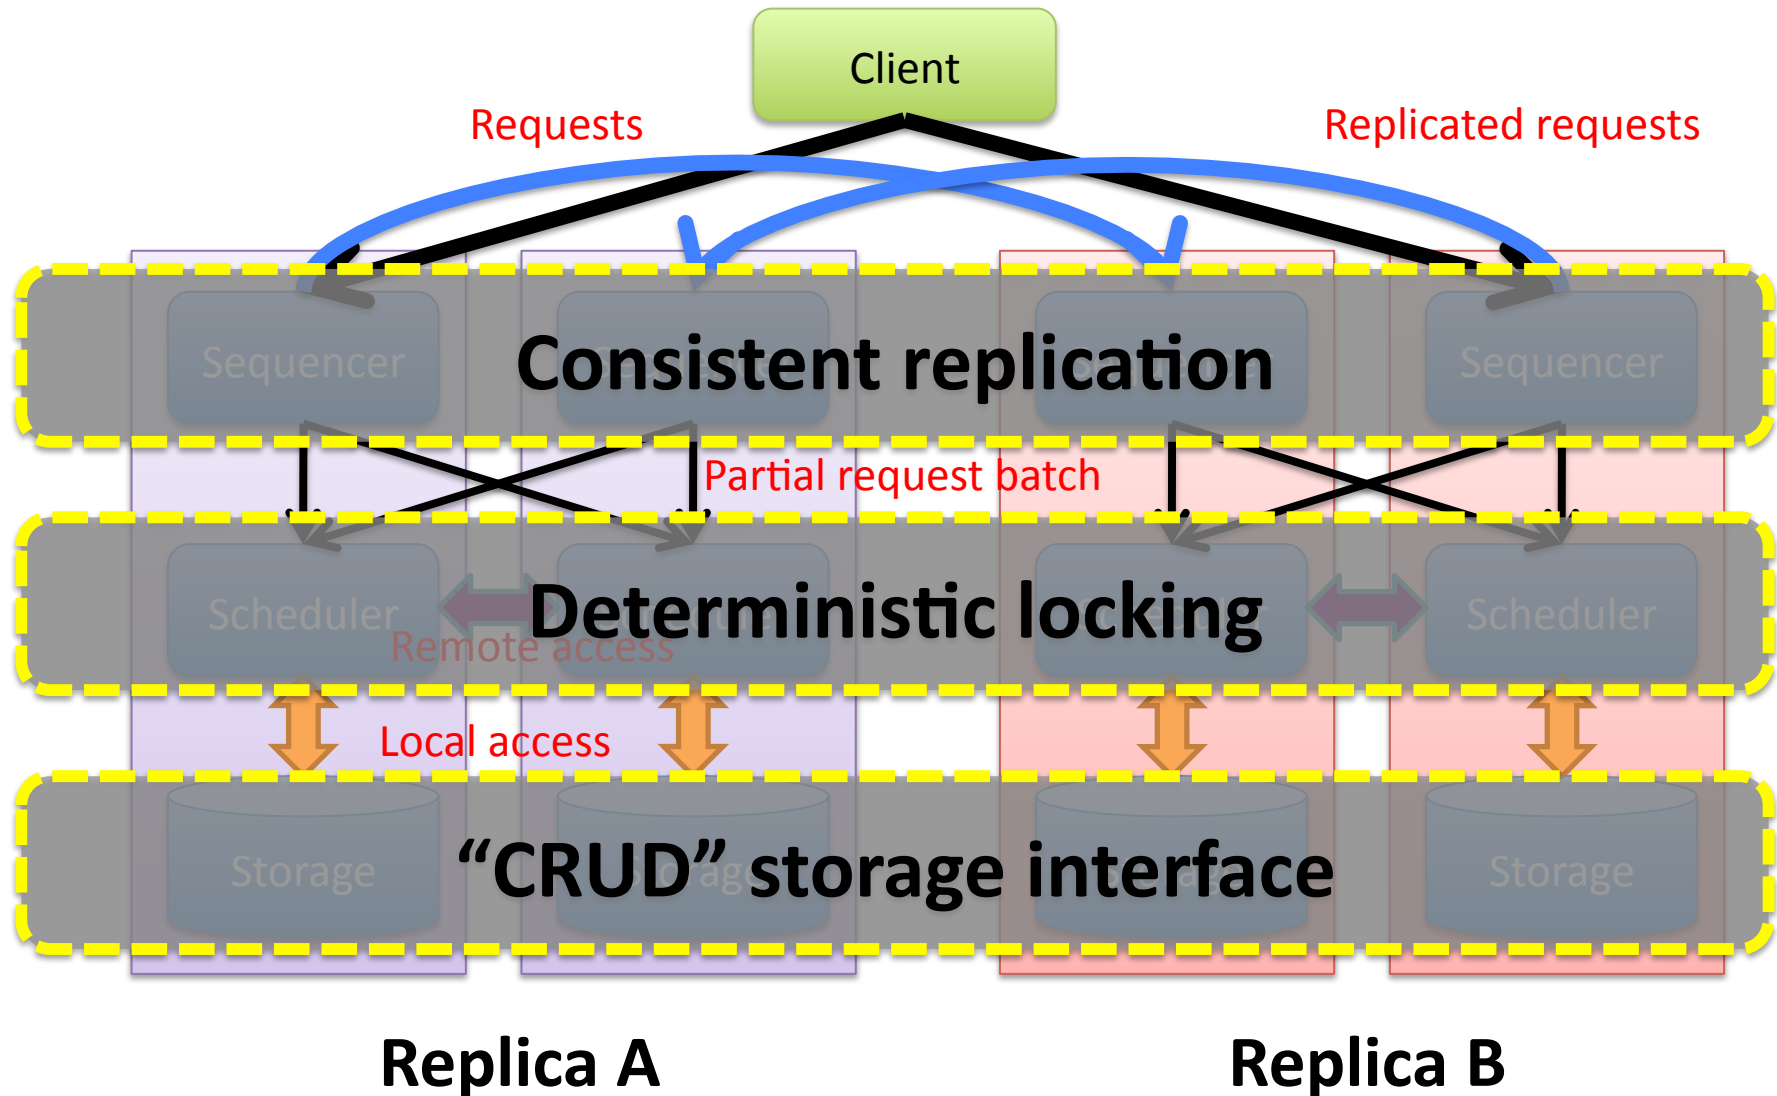 Client
Requests
Replicated requests
Sequencer
Consistent replication
Sequencer
Partial request batch
Scheduler
Deterministic locking
Scheduler
Remote access
Local access
Storage
“CRUD” storage interface
Storage
Replica A
Replica B